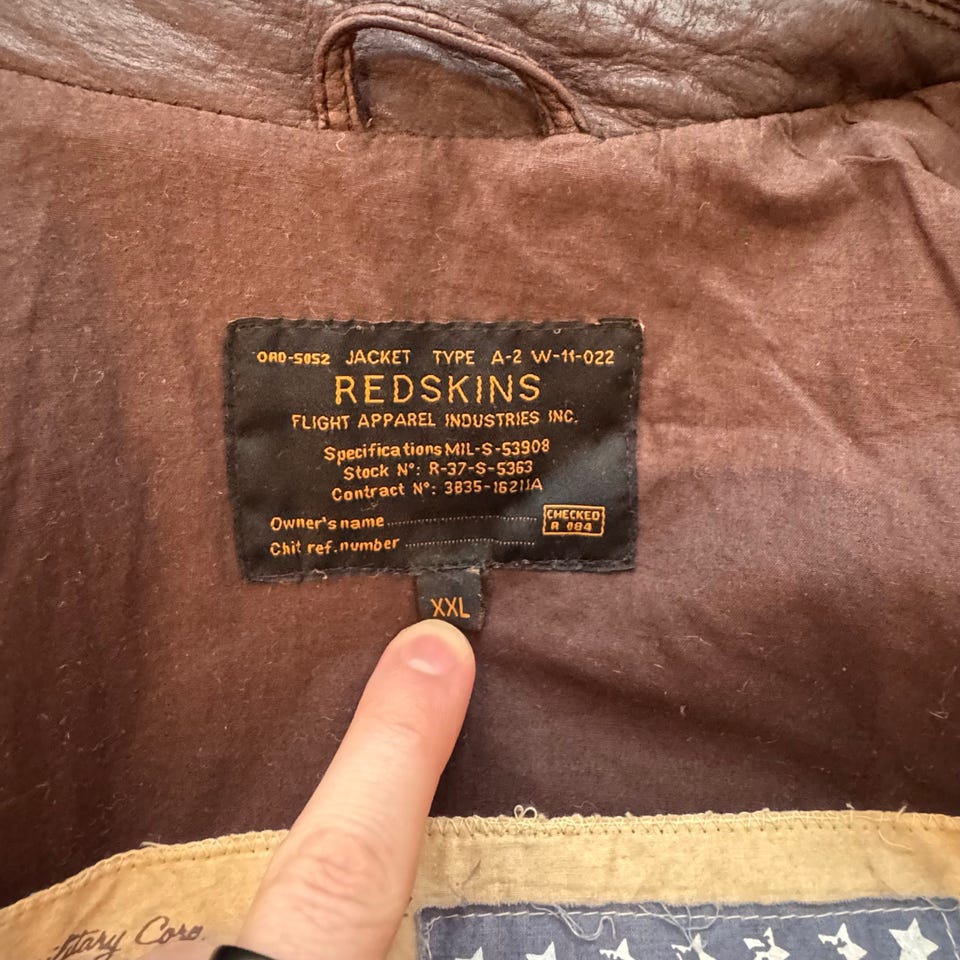 ORD-5052 JACKET TYPE A-2 W-11-022
REDSKINS
FLIGHT APPAREL INDUSTRIES INC.
Specifications MIL-S-53908
Stock N°: R-37-S-5363
Contract N°: 3835-16211A
Owner's name
CHECKED
A 084
Chit ref. number
XXL
Corp.